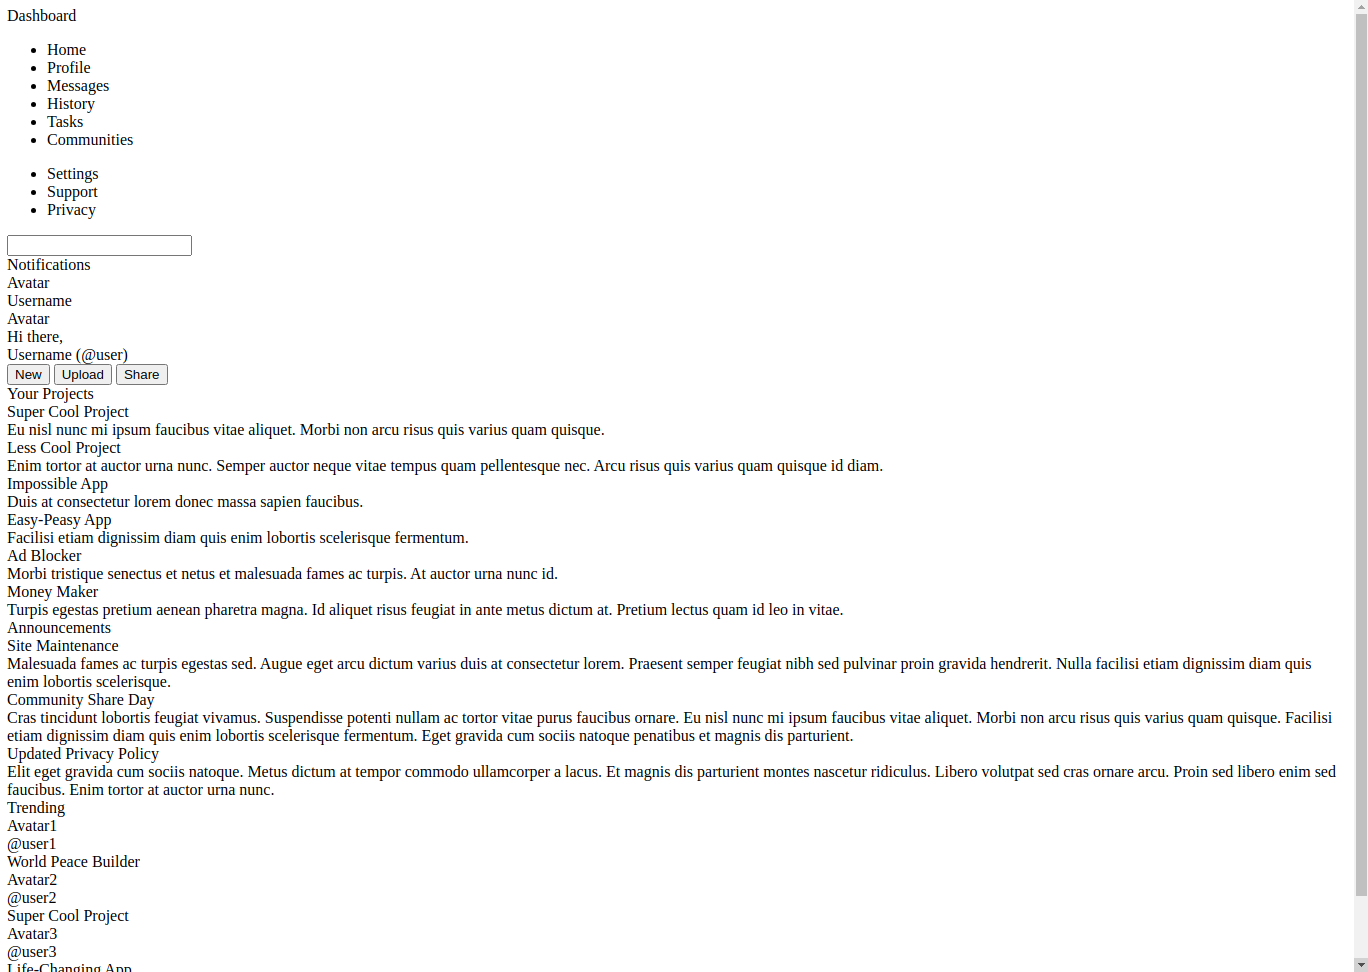 Dashboard
Home
Profile
Messages
History
Tasks
Communities
Settings
Support
Privacy
Notifications
Avatar
Username
Avatar
Hi there,
Username (@user)
New Upload Share
Your Projects
Super Cool Project
Eu nisl nunc mi ipsum faucibus vitae aliquet. Morbi non arcu risus quis varius quam quisque.
Less Cool Project
Enim tortor at auctor urna nunc. Semper auctor neque vitae tempus quam pellentesque nec. Arcu risus quis varius quam quisque id diam.
Impossible App
Duis at consectetur lorem donec massa sapien faucibus.
Easy-Peasy App
Facilisi etiam dignissim diam quis enim lobortis scelerisque fermentum.
Ad Blocker
Morbi tristique senectus et netus et malesuada fames ac turpis. At auctor urna nunc id.
Money Maker
Turpis egestas pretium aenean pharetra magna. Id aliquet risus feugiat in ante metus dictum at. Pretium lectus quam id leo in vitae.
Announcements
Site Maintenance
Malesuada fames ac turpis egestas sed. Augue eget arcu dictum varius duis at consectetur lorem. Praesent semper feugiat nibh sed pulvinar proin gravida hendrerit. Nulla facilisi etiam dignissim diam quis
enim lobortis scelerisque.
Community Share Day
Cras tincidunt lobortis feugiat vivamus. Suspendisse potenti nullam ac tortor vitae purus faucibus ornare. Eu nisl nunc mi ipsum faucibus vitae aliquet. Morbi non arcu risus quis varius quam quisque. Facilisi
etiam dignissim diam quis enim lobortis scelerisque fermentum. Eget gravida cum sociis natoque penatibus et magnis dis parturient.
Updated Privacy Policy
Elit eget gravida cum sociis natoque. Metus dictum at tempor commodo ullamcorper a lacus. Et magnis dis parturient montes nascetur ridiculus. Libero volutpat sed cras ornare arcu. Proin sed libero enim sed
faucibus. Enim tortor at auctor urna nunc.
Trending
Avatar1
@user1
World Peace Builder
Avatar2
@user2
Super Cool Project
Avatar3
@user3
Life-Changing App